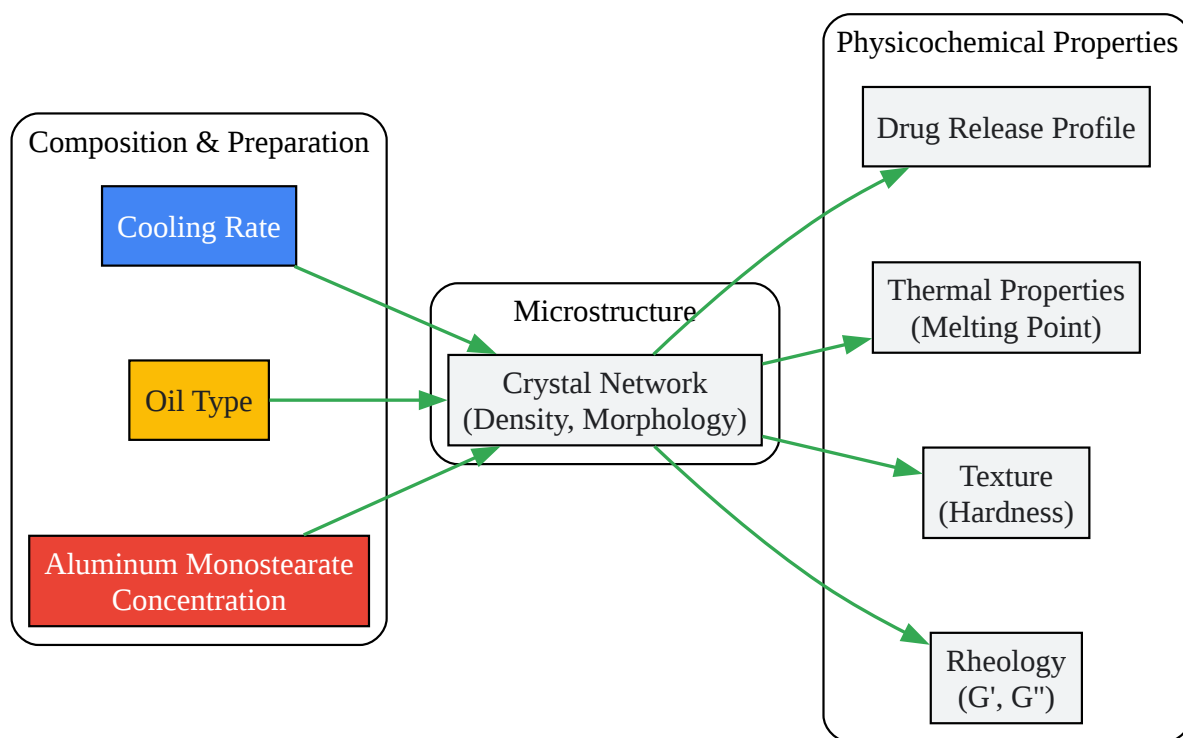 Composition & Preparation
Cooling Rate
Oil Type
Aluminum Monostearate
Concentration
Microstructure
Crystal Network
(Density, Morphology)
Physicochemical Properties
Drug Release Profile
Thermal Properties
(Melting Point)
Texture
(Hardness)
Rheology
(G', G'')